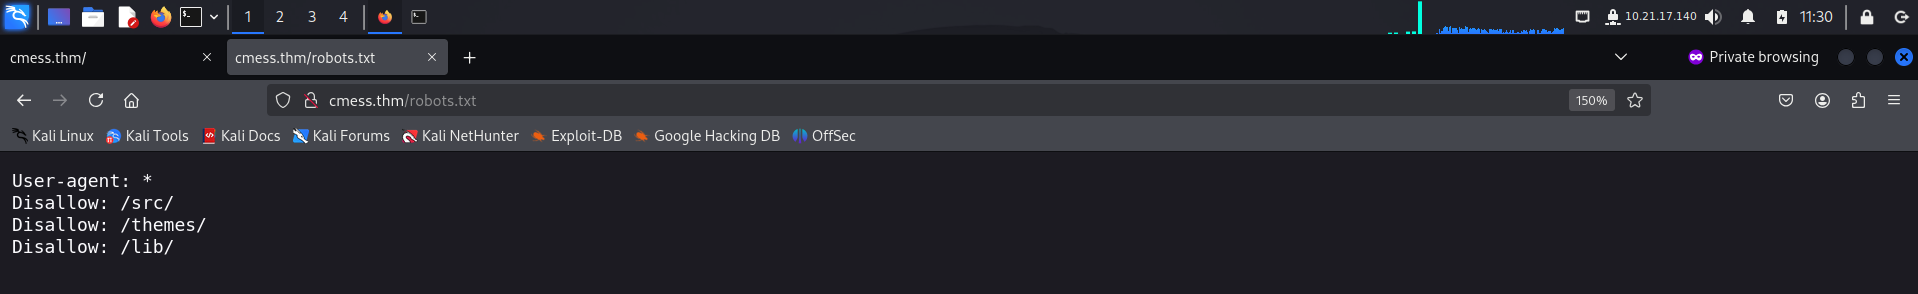 1 2 3 4 10.21.17.140 11:30
cmess.thm/ cmess.thm/robots.txt Private browsing
cmess.thm/robots.txt 150%
Kali Linux Kali Tools Kali Docs Kali Forums Kali NetHunter Exploit-DB Google Hacking DB OffSec
User-agent: *
Disallow: /src/
Disallow: /themes/
Disallow: /lib/